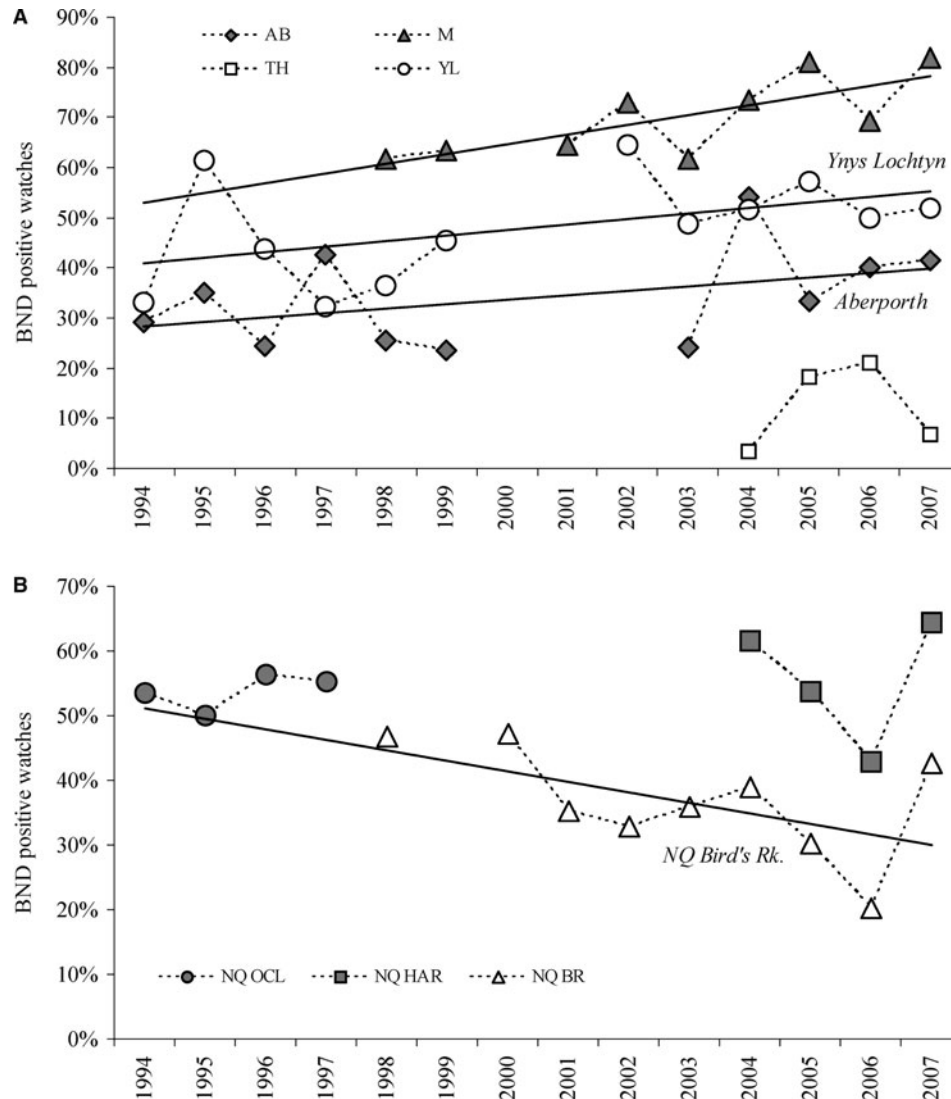 A
90%
80%
70%
60%
50%
40%
30%
20%
10%
0%
BND positive watches
AB M
TH YL
Ynys Lochtyn
Aberporth
1994 1995 1996 1997 1998 1999 2000 2001 2002 2003 2004 2005 2006 2007
B
70%
60%
50%
40%
30%
20%
10%
0%
BND positive watches
NQ Bird's Rk.
NQ OCL NQ HAR NQ BR
1994 1995 1996 1997 1998 1999 2000 2001 2002 2003 2004 2005 2006 2007